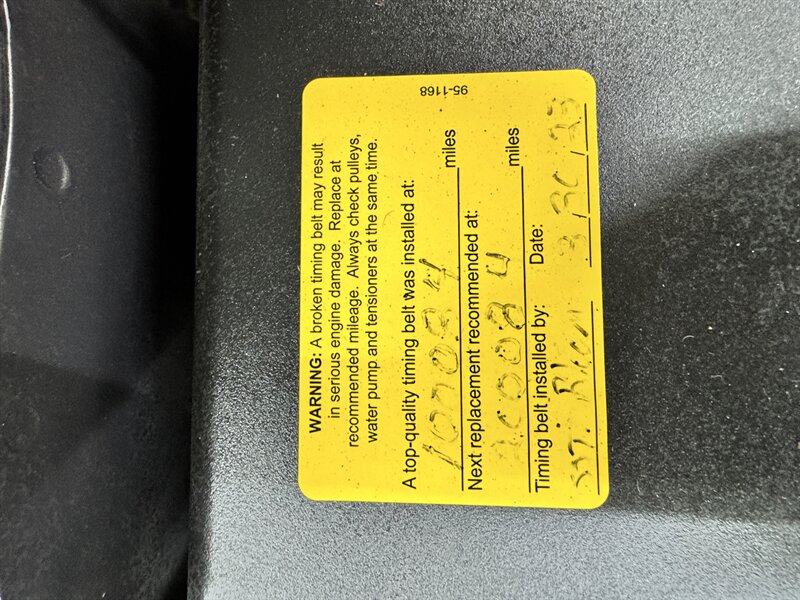 WARNING: A broken timing belt may result
in serious engine damage. Replace at
recommended mileage. Always check pulleys,
water pump and tensioners at the same time.
A top-quality timing belt was installed at:
miles
Next replacement recommended at:
miles
Timing belt installed by: Date:
95-1168